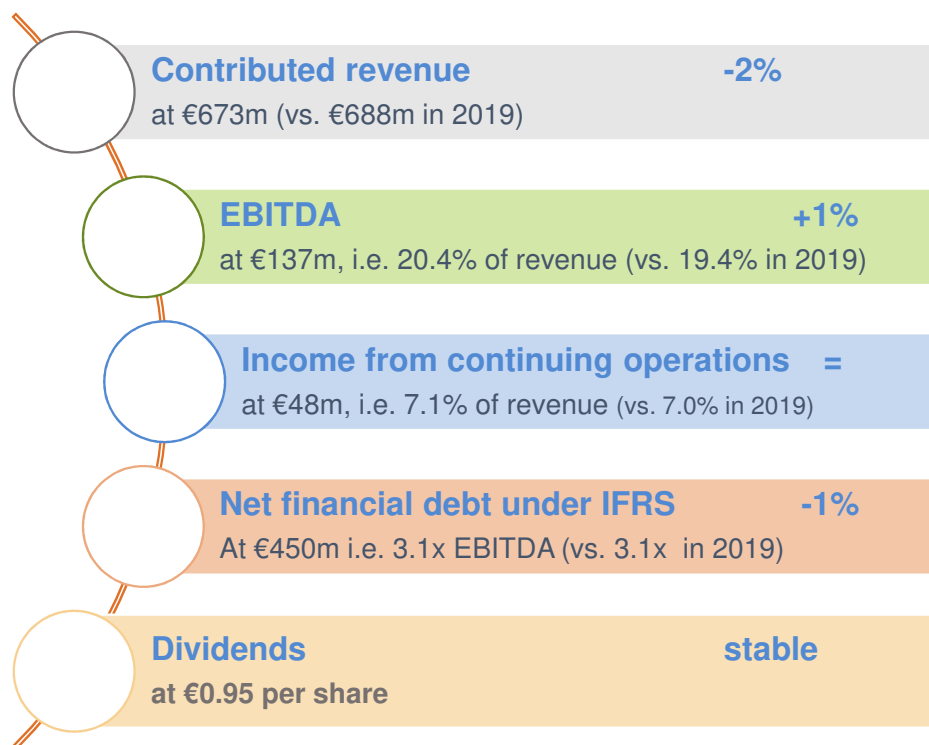 Contributed revenue -2%
at €673m (vs. €688m in 2019)
EBITDA +1%
at €137m, i.e. 20.4% of revenue (vs. 19.4% in 2019)
Income from continuing operations =
at €48m, i.e. 7.1% of revenue (vs. 7.0% in 2019)
Net financial debt under IFRS -1%
At €450m i.e. 3.1x EBITDA (vs. 3.1x in 2019)
Dividends stable
at €0.95 per share